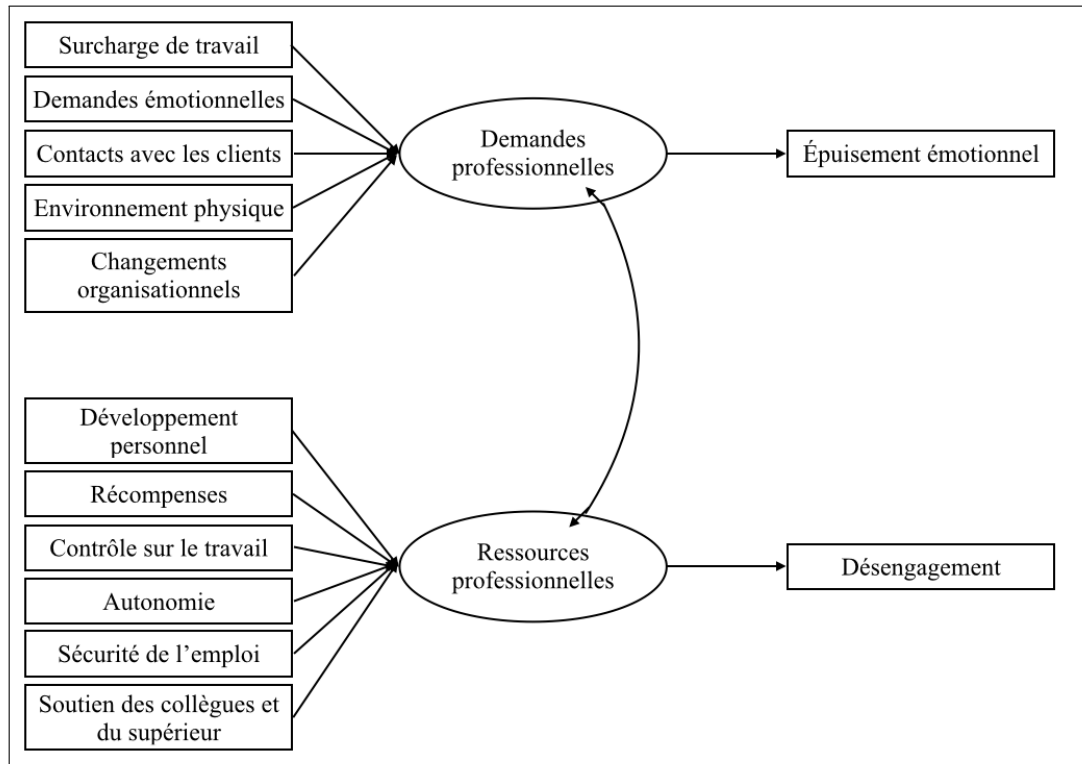 Surcharge de travail
Demandes émotionnelles
Contacts avec les clients
Environnement physique
Changements
organisationnels
Demandes
professionnelles
Épuisement émotionnel
Développement
personnel
Récompenses
Contrôle sur le travail
Autonomie
Sécurité de l’emploi
Soutien des collègues et
du supérieur
Ressources
professionnelles
Désengagement